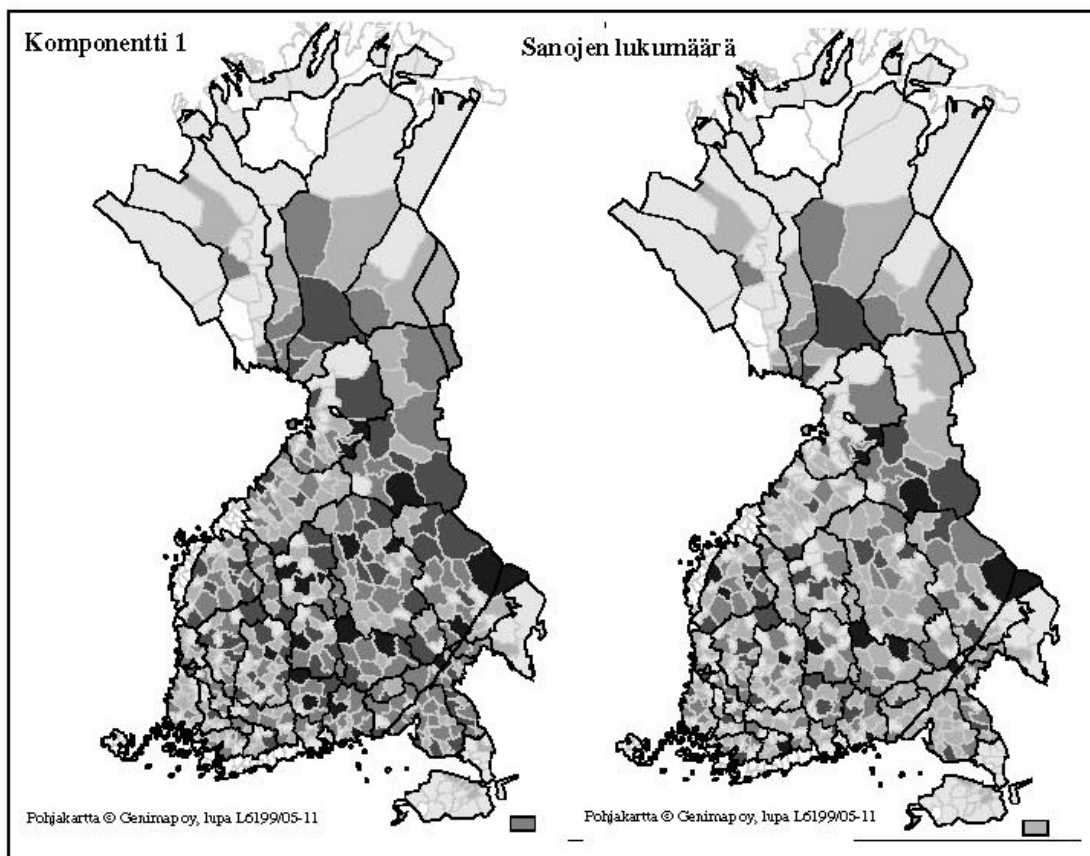 Komponentti 1
Sanojen lukumäärä
Pohjakartta © Genimap oy, lupa L6199/05-11
Pohjakartta © Genimap oy, lupa L6199/05-11